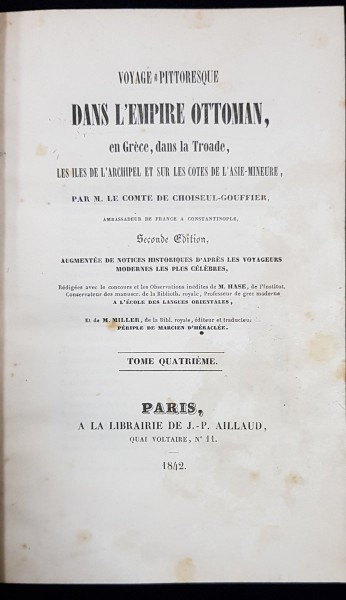 VOYAGE PITTORESQUE
DANS L'EMPIRE OTTOMAN,
en Grèce, dans la Troade,
LES ILES DE L'ARCHIPEL ET SUR LES COTES DE L'ASIE-MINEURE,
PAR M. LE COMTE DE CHOISEUL-GOUFFIER,
AMBASSADEUR DE FRANCE A CONSTANTINOPLE,
Seconde Edition,
AUGMENTÉE DE NOTICES HISTORIQUES D'APRÈS LES VOYAGEURS
MODERNES LES PLUS CÉLÈBRES,
Rédigées avec le concours et les Observations inédites de M. HASE, de l'Institut,
Conservateur des manuscr. de la Biblioth. royale, Professeur de grec moderne
A L'ÉCOLE DES LANGUES ORIENTALES,
Et de M. MILLER, de la Bibl. royale, éditeur et traducteur
PÉRIPLE DE MARCIEN D'HÉRACLÉE.
TOME QUATRIÈME.
PARIS,
A LA LIBRAIRIE DE J.-P. AILLAUD,
QUAI VOLTAIRE, N° 11.
1842.